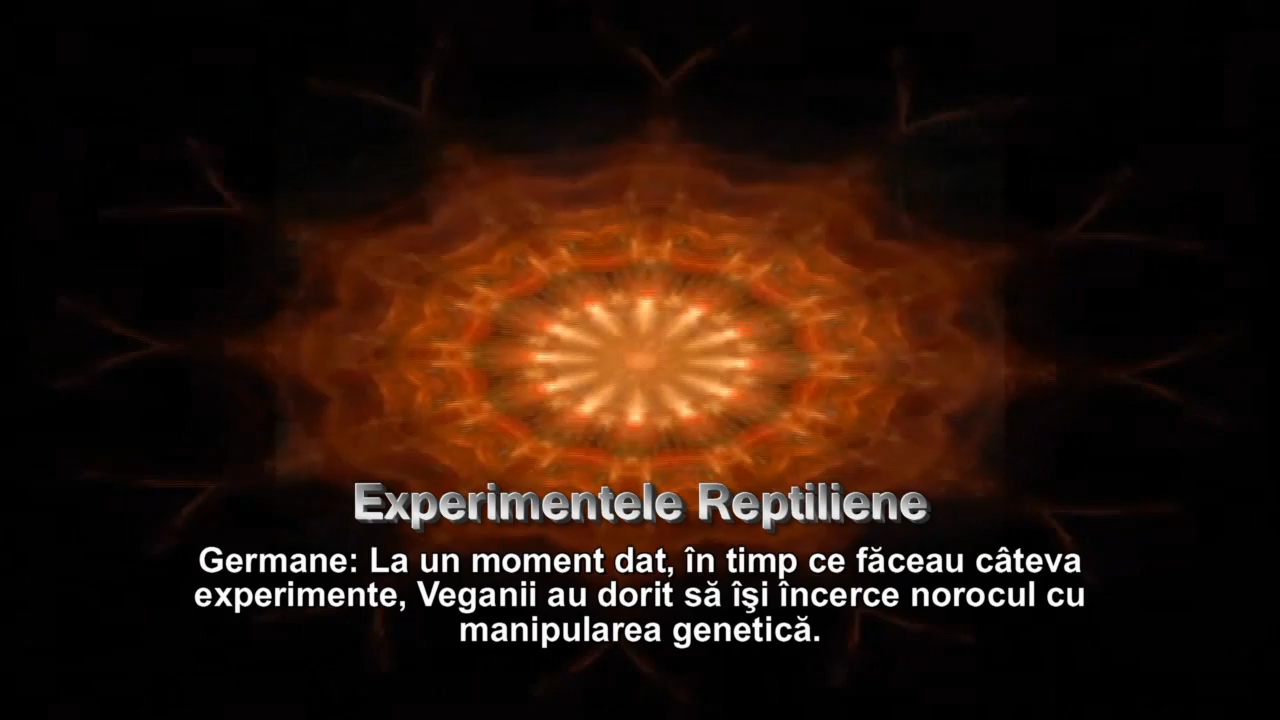 Experimentele Reptiliene
Germane: La un moment dat, în timp ce făceau câteva
experimente, Veganii au dorit să îşi încerce norocul cu
manipularea genetică.